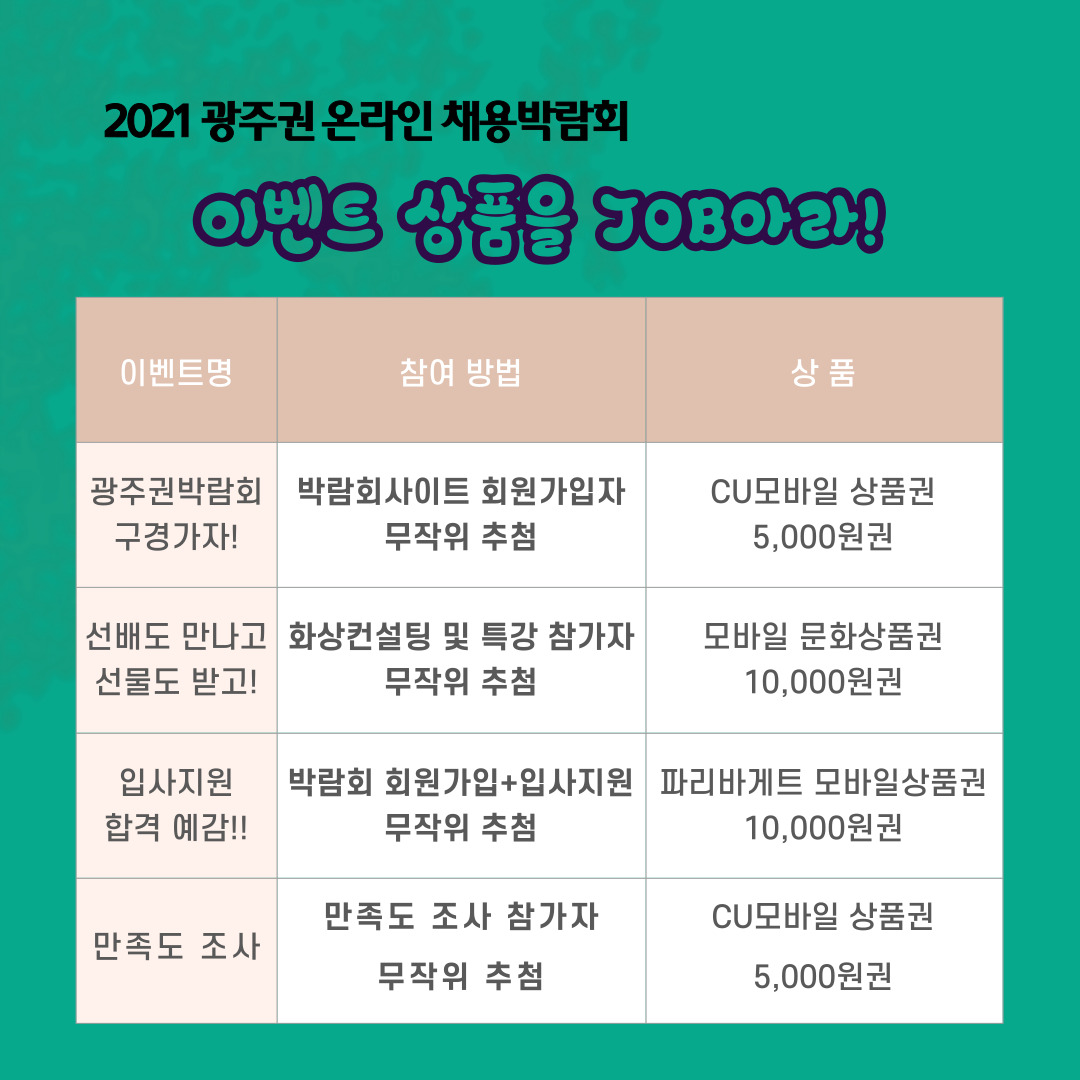 2021 광주권 온라인 채용박람회
이벤트 상품을 JOB아라!
이벤트명
참여 방법
상 품
광주권박람회
구경가자!
박람회사이트 회원가입자
무작위 추첨
CU모바일 상품권
5,000원권
선배도 만나고
선물도 받고!
화상컨설팅 및 특강 참가자
무작위 추첨
모바일 문화상품권
10,000원권
입사지원
합격 예감!!
박람회 회원가입+입사지원
무작위 추첨
파리바게트 모바일상품권
10,000원권
만족도 조사
만족도 조사 참가자
무작위 추첨
CU모바일 상품권
5,000원권